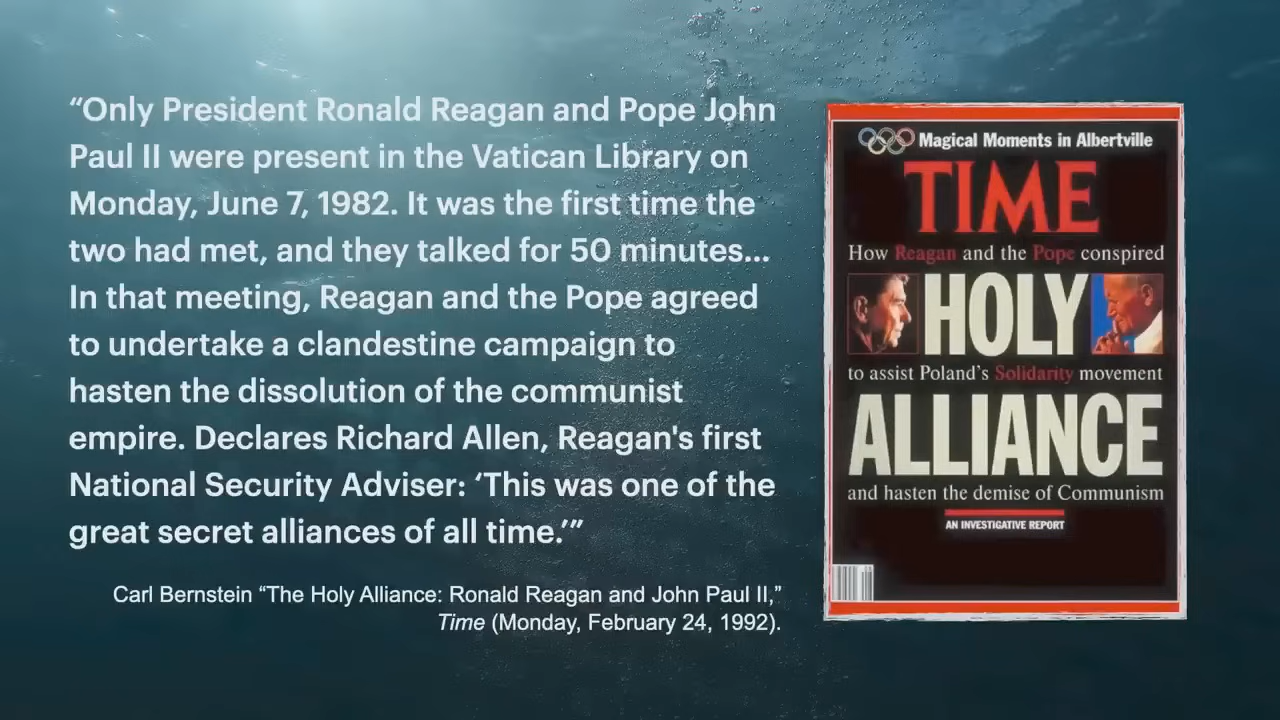 “Only President Ronald Reagan and Pope John
Paul II were present in the Vatican Library on
Monday, June 7, 1982. It was the first time the
two had met, and they talked for 50 minutes...
In that meeting, Reagan and the Pope agreed
to undertake a clandestine campaign to
hasten the dissolution of the communist
empire. Declares Richard Allen, Reagan's first
National Security Adviser: ‘This was one of the
great secret alliances of all time.’”
Carl Bernstein “The Holy Alliance: Ronald Reagan and John Paul II,”
Time (Monday, February 24, 1992).
Magical Moments in Albertville
TIME
How Reagan and the Pope conspired
HOLY
to assist Poland's Solidarity movement
ALLIANCE
and hasten the demise of Communism
AN INVESTIGATIVE REPORT